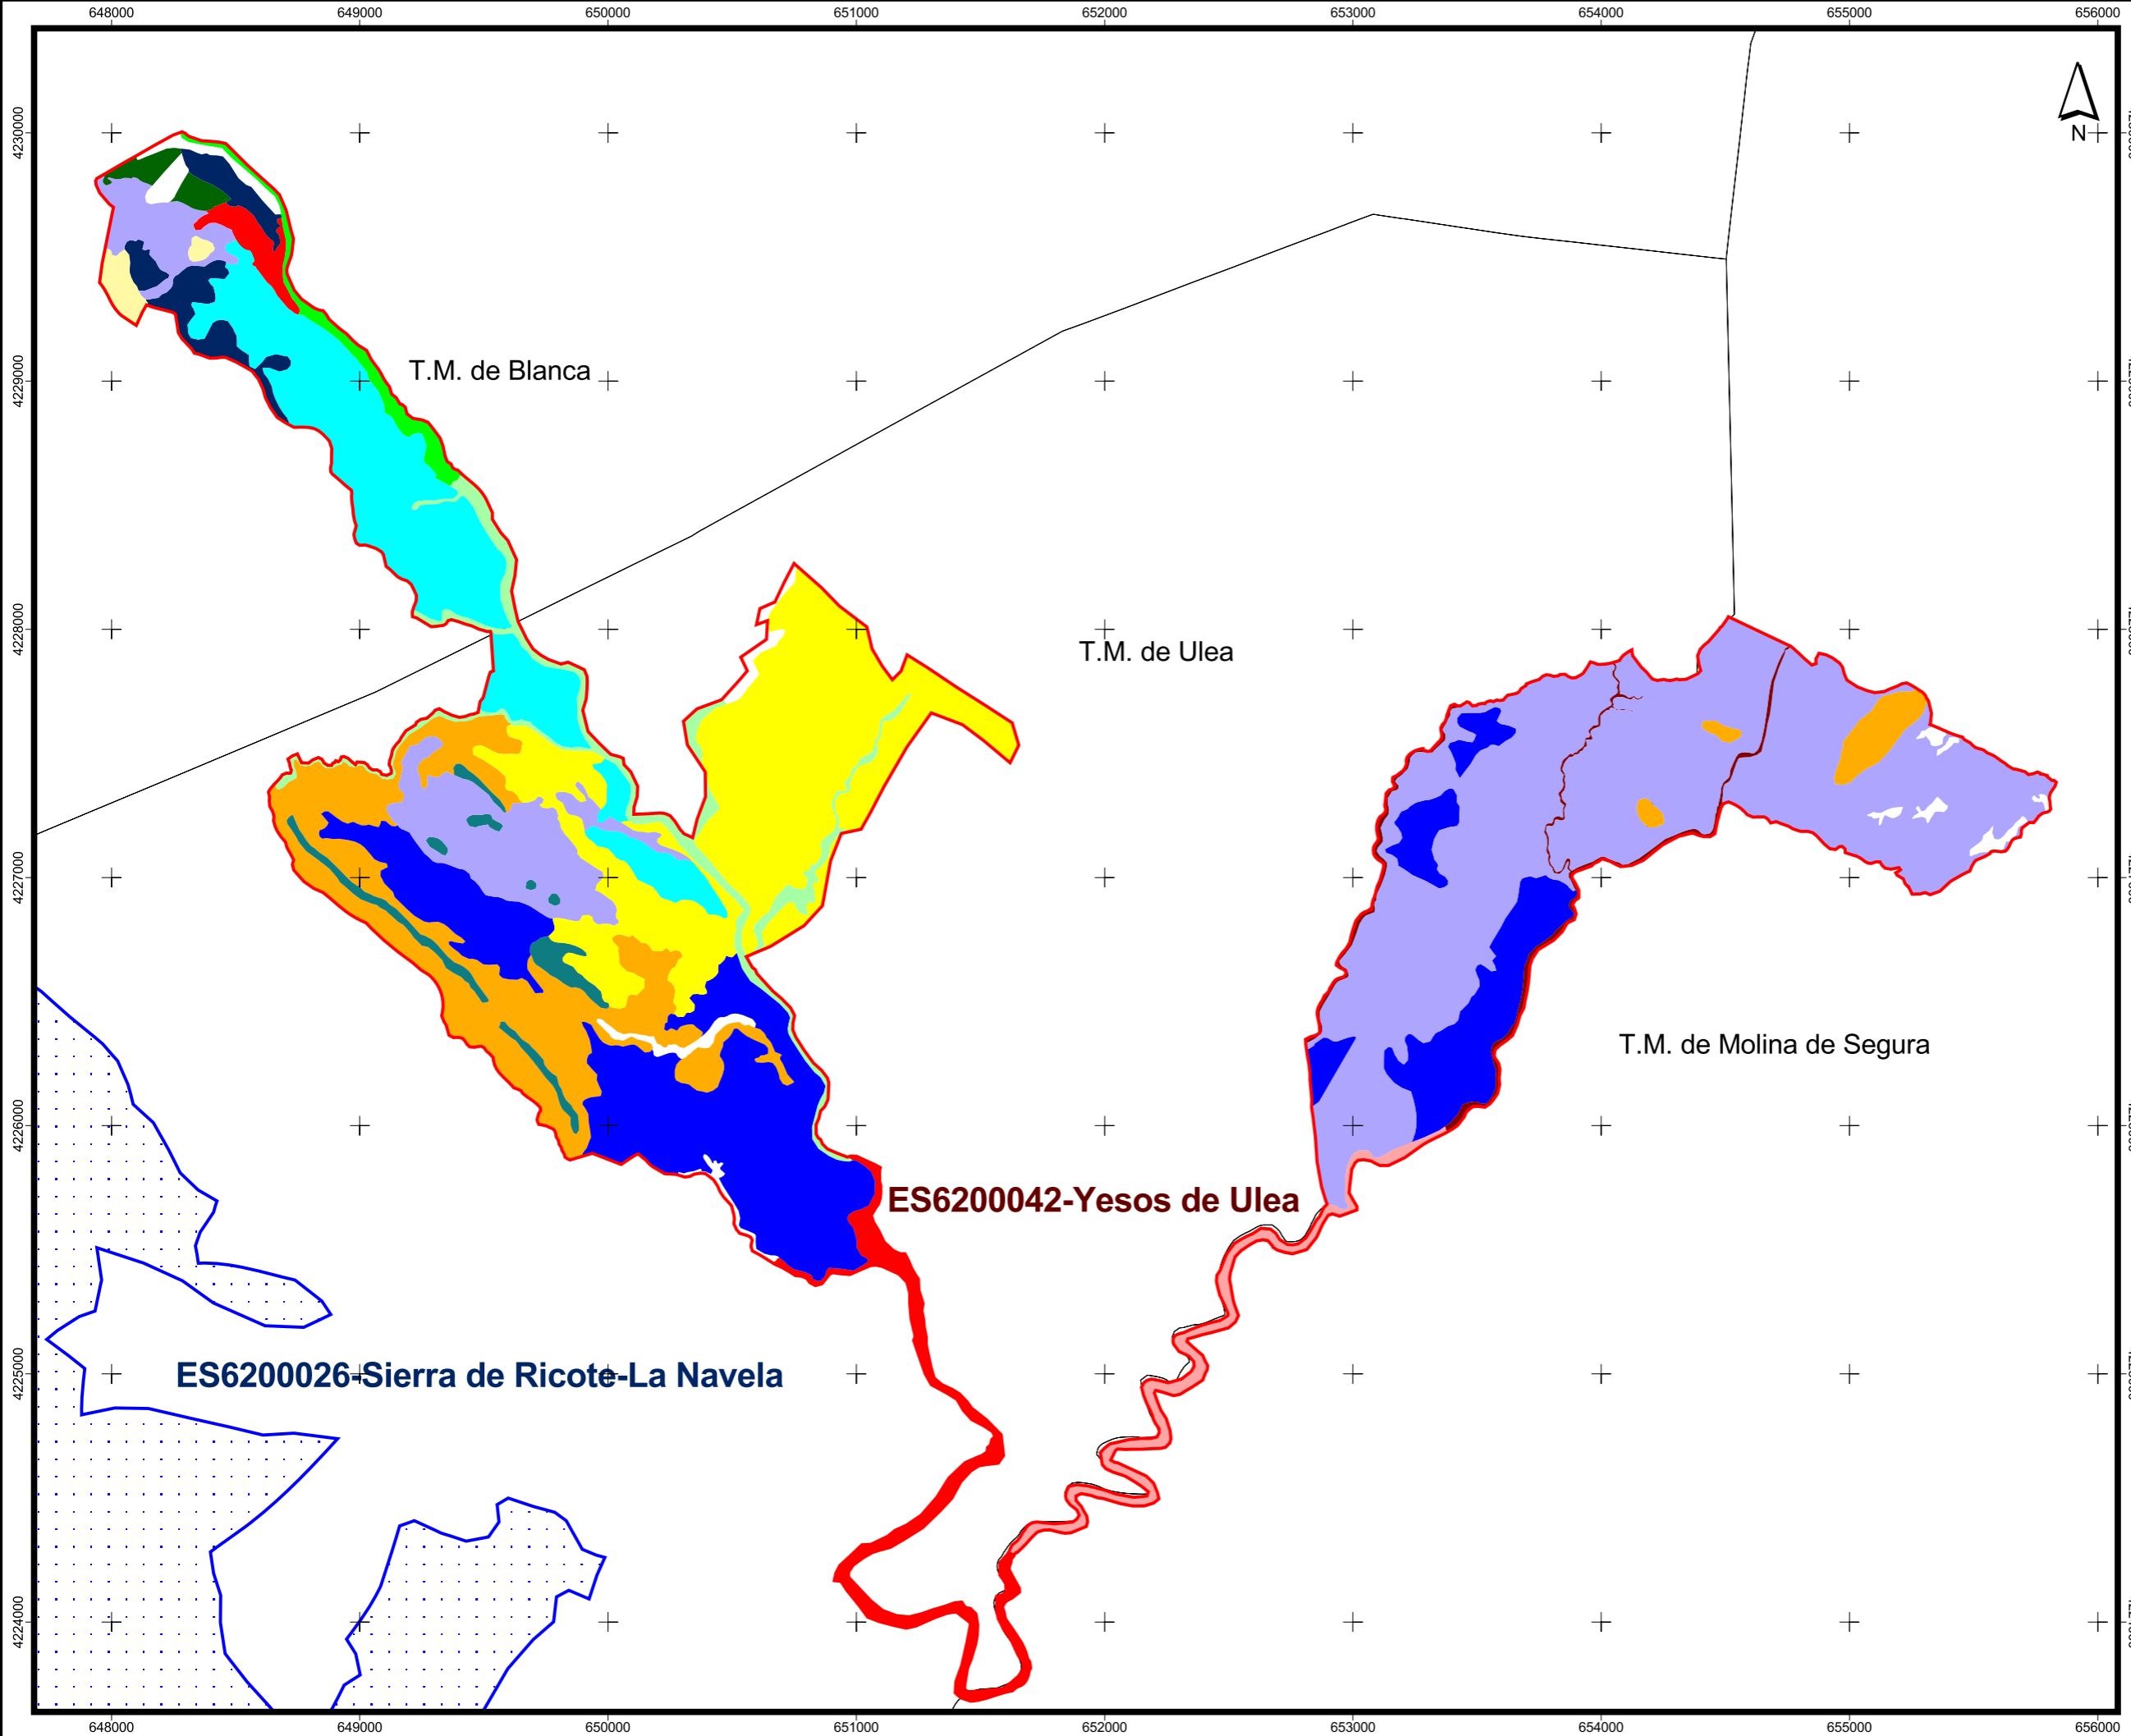 648000 649000 650000 651000 652000 653000 654000 655000 656000
4230000
N
T.M. de Blanca
4229000
4228000
T.M. de Ulea
4227000
T.M. de Molina de Segura
4226000
ES6200042-Yesos de Ulea
ES6200026-Sierra de Ricote-La Navela
4225000
4224000
648000 649000 650000 651000 652000 653000 654000 655000 656000